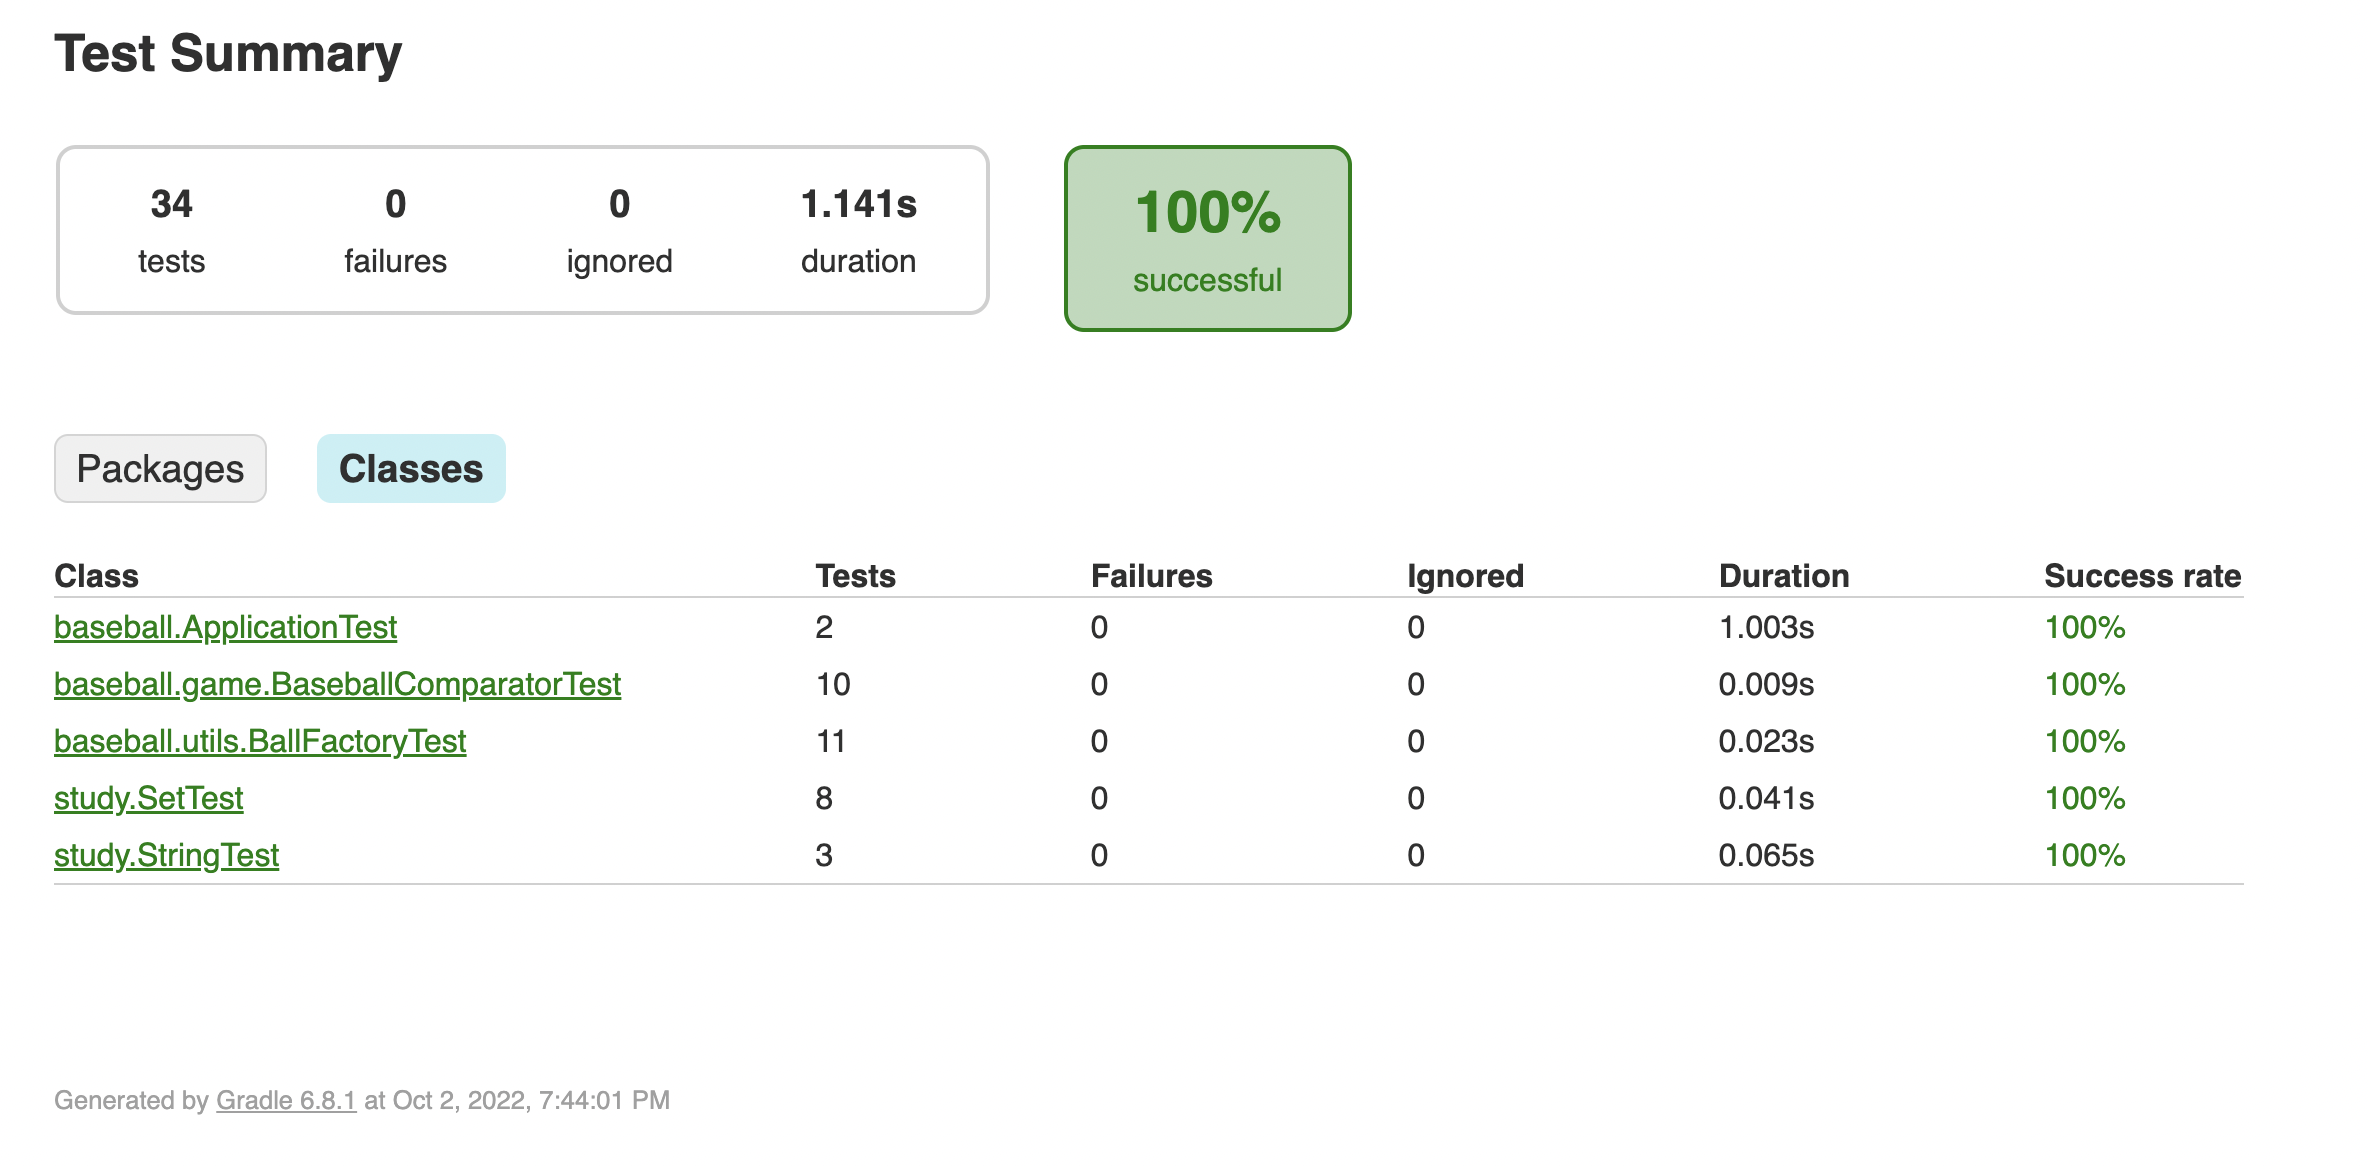 Test Summary
34 0 0 1.141s
tests failures ignored duration
100%
successful
Packages Classes
Class Tests Failures Ignored Duration Success rate
baseball.ApplicationTest 2 0 0 1.003s 100%
baseball.game.BaseballComparatorTest 10 0 0 0.009s 100%
baseball.utils.BallFactoryTest 11 0 0 0.023s 100%
study.SetTest 8 0 0 0.041s 100%
study.StringTest 3 0 0 0.065s 100%
Generated by Gradle 6.8.1 at Oct 2, 2022, 7:44:01 PM